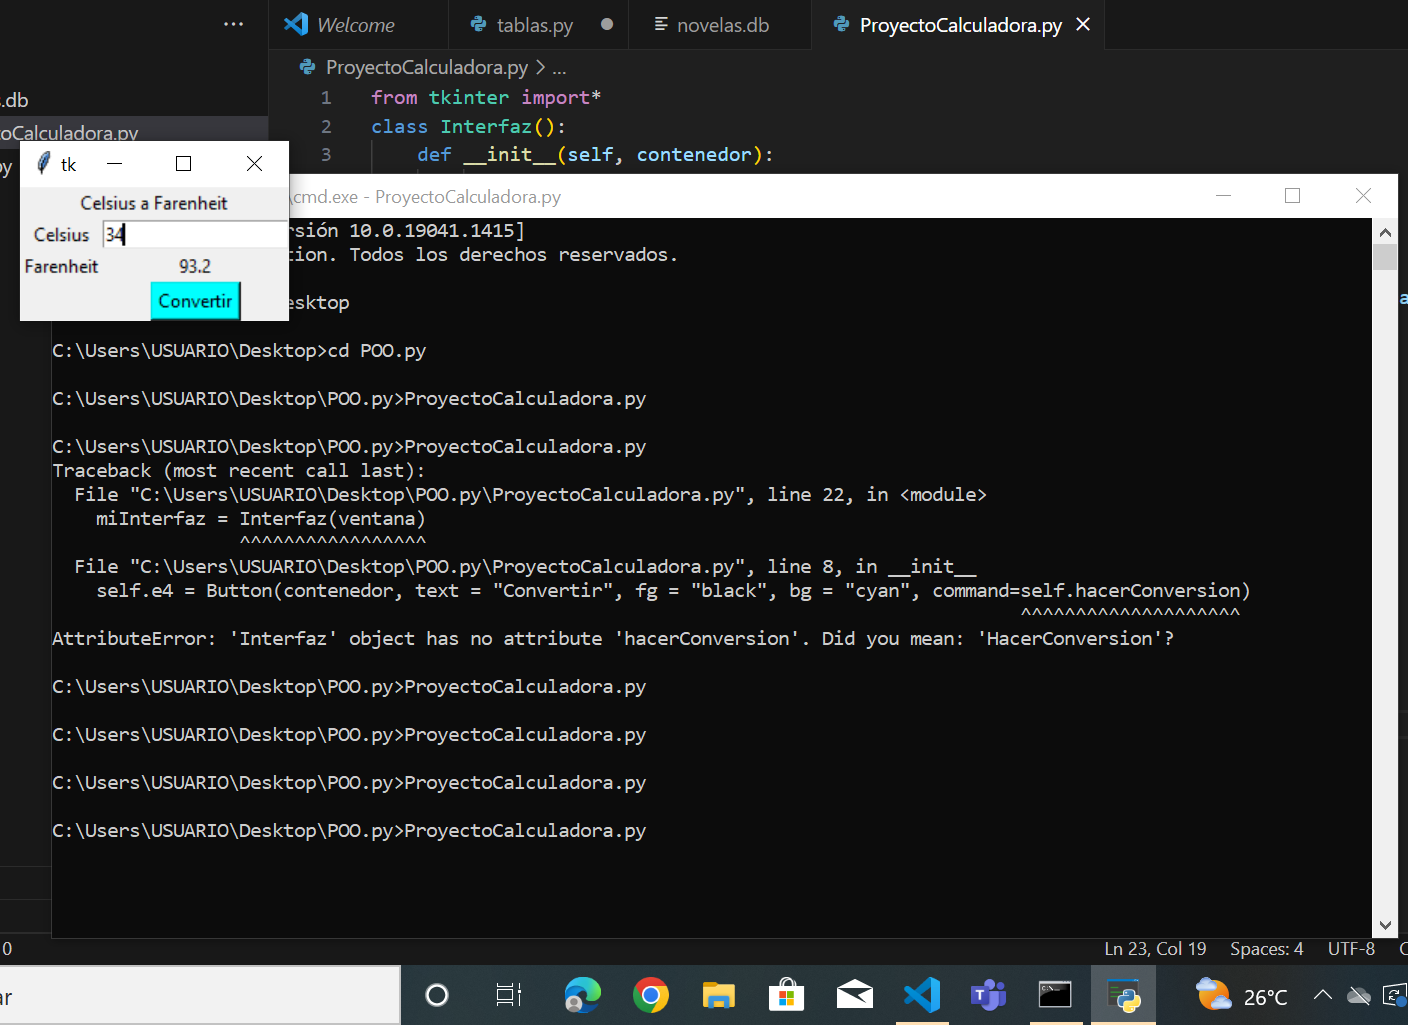 Welcome
tablas.py
novelas.db
ProyectoCalculadora.py
ProyectoCalculadora.py > ...
.db
oCalculadora.py
py
1 from tkinter import*
2 class Interfaz():
3 def __init__(self, contenedor):
tk
Celsius a Farenheit
Celsius 34
Farenheit 93.2
Convertir
\cmd.exe - ProyectoCalculadora.py
rsión 10.0.19041.1415]
tion. Todos los derechos reservados.
esktop
C:\Users\USUARIO\Desktop>cd POO.py
C:\Users\USUARIO\Desktop\POO.py>ProyectoCalculadora.py
C:\Users\USUARIO\Desktop\POO.py>ProyectoCalculadora.py
Traceback (most recent call last):
File "C:\Users\USUARIO\Desktop\POO.py\ProyectoCalculadora.py", line 22, in <module>
miInterfaz = Interfaz(ventana)
^^^^^^^^^^^^^^^^^
File "C:\Users\USUARIO\Desktop\POO.py\ProyectoCalculadora.py", line 8, in __init__
self.e4 = Button(contenedor, text = "Convertir", fg = "black", bg = "cyan", command=self.hacerConversion)
^^^^^^^^^^^^^^^^^^^^
AttributeError: 'Interfaz' object has no attribute 'hacerConversion'. Did you mean: 'HacerConversion'?
C:\Users\USUARIO\Desktop\POO.py>ProyectoCalculadora.py
C:\Users\USUARIO\Desktop\POO.py>ProyectoCalculadora.py
C:\Users\USUARIO\Desktop\POO.py>ProyectoCalculadora.py
C:\Users\USUARIO\Desktop\POO.py>ProyectoCalculadora.py
a
0
Ln 23, Col 19 Spaces: 4 UTF-8
ar
26°C